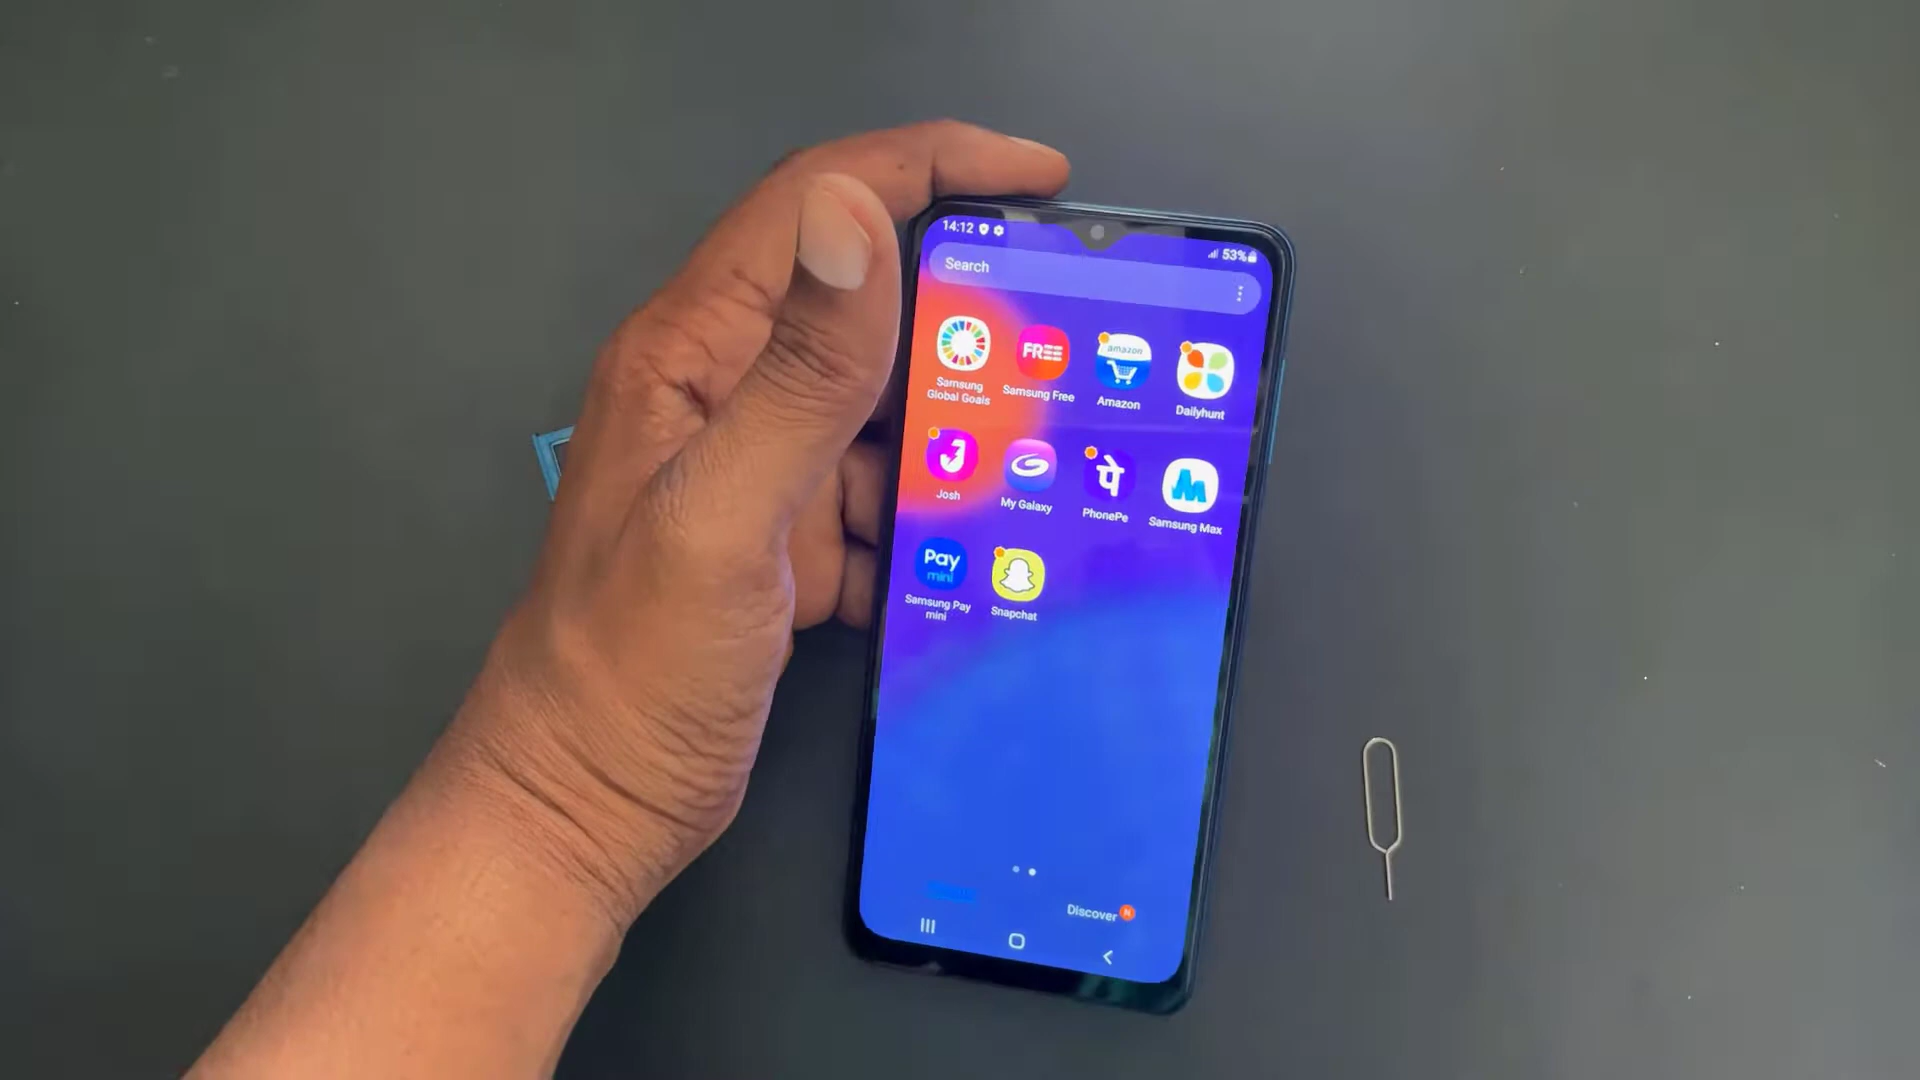 14:12
53%
Search
FREE
amazon
Samsung
Global Goals
Samsung Free
Amazon
Dailyhunt
J
पे
Josh
My Galaxy
PhonePe
Samsung Max
Pay
mini
Samsung Pay
mini
Snapchat
Discover
N